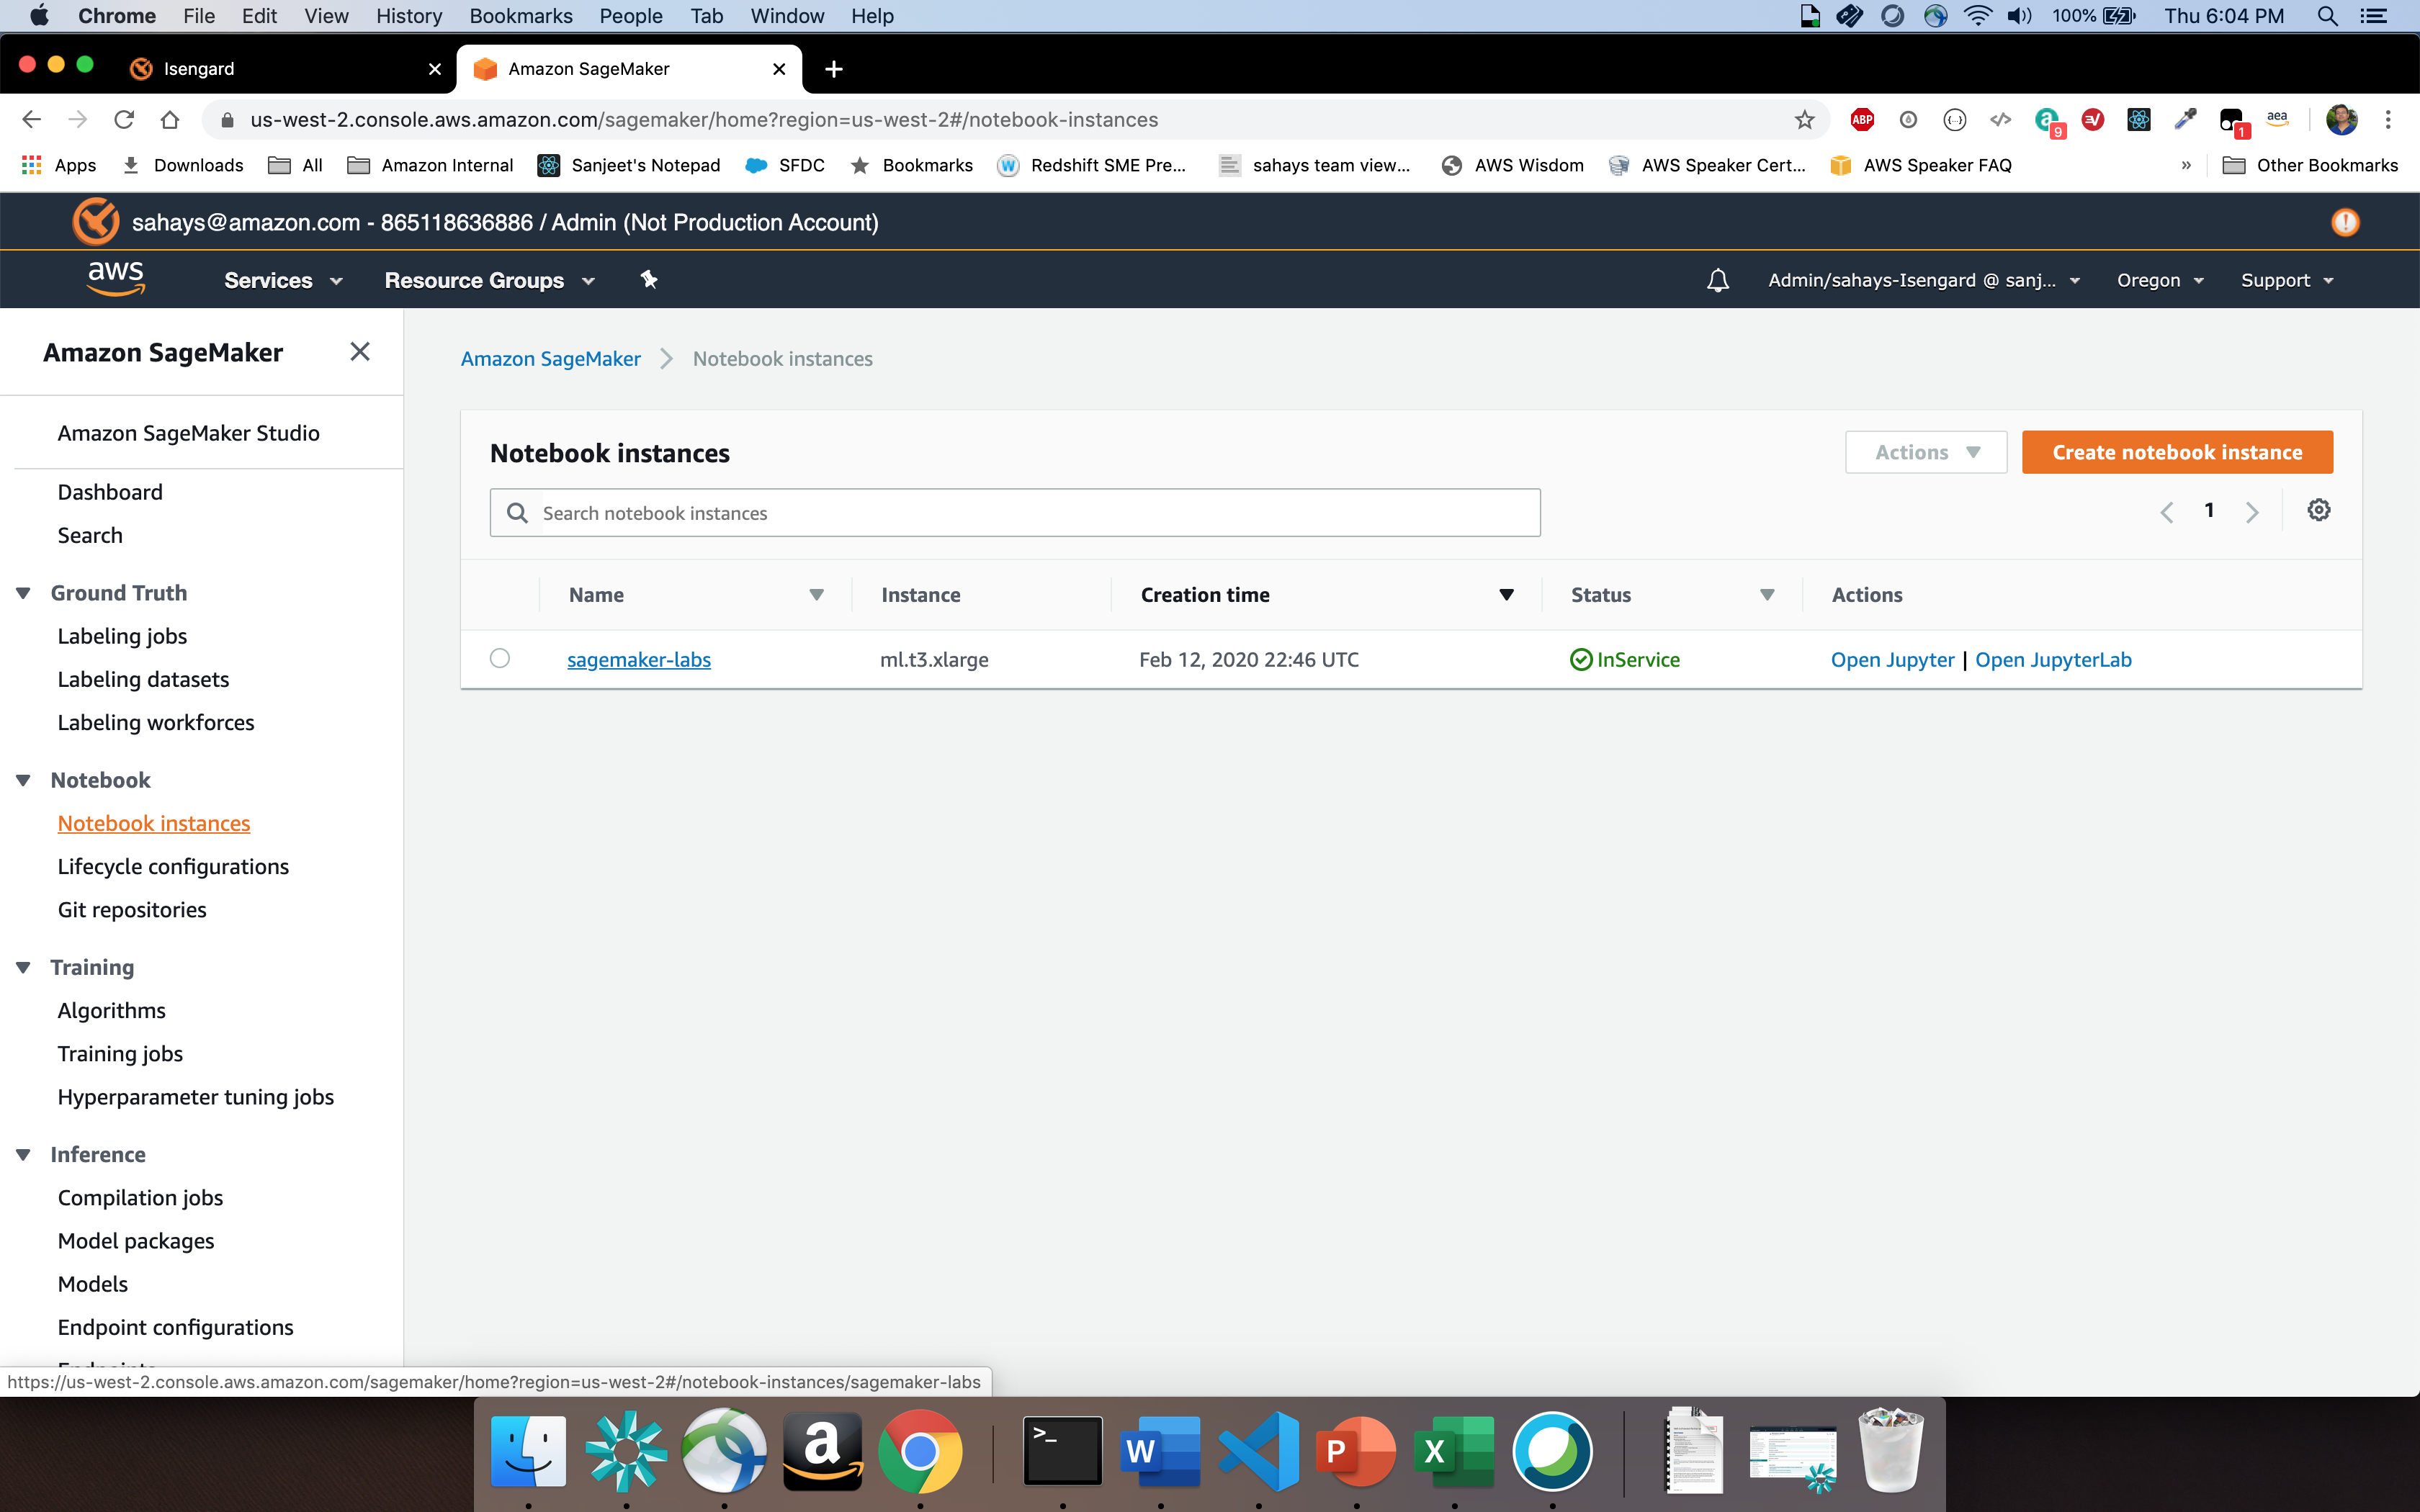 Chrome File Edit View History Bookmarks People Tab Window Help 100% Thu 6:04 PM
Isengard Amazon SageMaker
us-west-2.console.aws.amazon.com/sagemaker/home?region=us-west-2#/notebook-instances ABP 9 1 aea
Apps Downloads All Amazon Internal Sanjeet's Notepad SFDC Bookmarks Redshift SME Pre... sahays team view... AWS Wisdom AWS Speaker Cert... AWS Speaker FAQ » Other Bookmarks
sahays@amazon.com - 865118636886 / Admin (Not Production Account)
aws Services Resource Groups Admin/sahays-Isengard @ sanj... Oregon Support
Amazon SageMaker
Amazon SageMaker Studio
Dashboard
Search
Ground Truth
Labeling jobs
Labeling datasets
Labeling workforces
Notebook
Notebook instances
Lifecycle configurations
Git repositories
Training
Algorithms
Training jobs
Hyperparameter tuning jobs
Inference
Compilation jobs
Model packages
Models
Endpoint configurations
Amazon SageMaker Notebook instances
Notebook instances
Actions Create notebook instance
Search notebook instances
1
Name Instance Creation time Status Actions
sagemaker-labs ml.t3.xlarge Feb 12, 2020 22:46 UTC InService Open Jupyter | Open JupyterLab
https://us-west-2.console.aws.amazon.com/sagemaker/home?region=us-west-2#/notebook-instances/sagemaker-labs
a >_ W P X